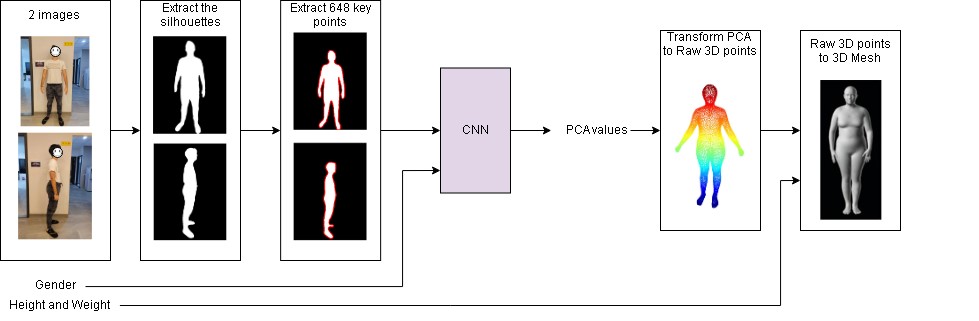 2 images
Extract the
silhouettes
Extract 648 key
points
CNN
PCAvalues
Transform PCA
to Raw 3D points
Raw 3D points
to 3D Mesh
Gender
Height and Weight